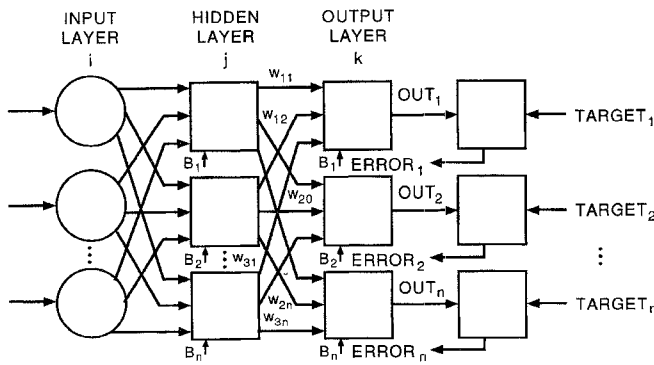 INPUT LAYER i
HIDDEN LAYER j
OUTPUT LAYER k
w11
w12
w20
w31
w2n
w3n
B1
B2
Bn
B1
B2
Bn
OUT1
OUT2
OUTn
ERROR1
ERROR2
ERRORn
TARGET1
TARGET2
TARGETn